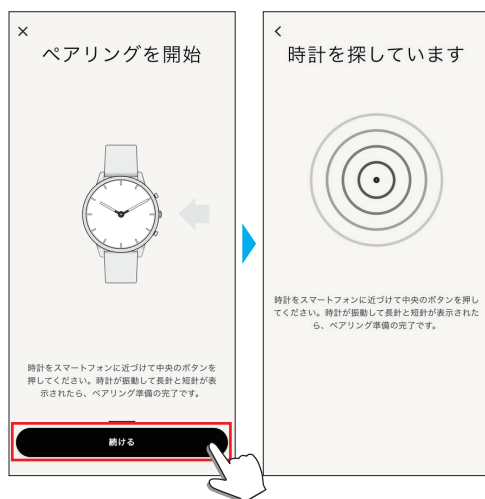 ペアリングを開始
時計をスマートフォンに近づけて中央のボタンを
押してください。時計が振動して長針と短針が表
示されたら、ペアリング準備の完了です。
続ける
時計を探しています
時計をスマートフォンに近づけて中央のボタンを押し
てください。時計が振動して長針と短針が表示された
ら、ペアリング準備の完了です。